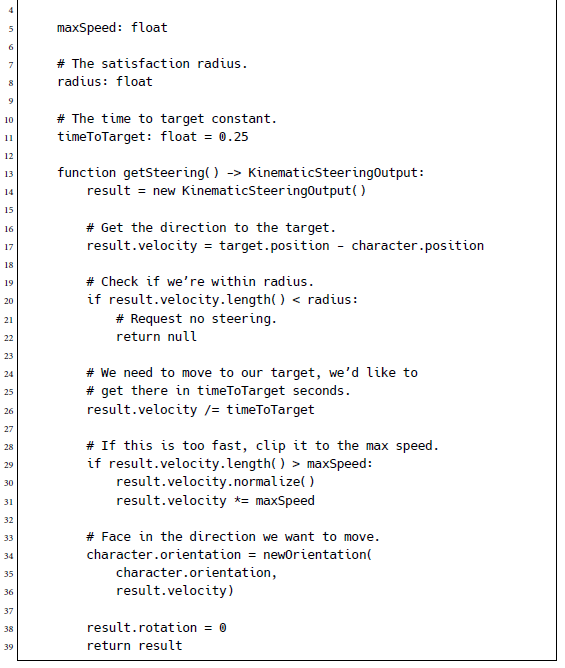 4
5 maxSpeed: float
6
7 # The satisfaction radius.
8 radius: float
9
10 # The time to target constant.
11 timeToTarget: float = 0.25
12
13 function getSteering() -> KinematicSteeringOutput:
14 result = new KinematicSteeringOutput()
15
16 # Get the direction to the target.
17 result.velocity = target.position - character.position
18
19 # Check if we’re within radius.
20 if result.velocity.length() < radius:
21 # Request no steering.
22 return null
23
24 # We need to move to our target, we’d like to
25 # get there in timeToTarget seconds.
26 result.velocity /= timeToTarget
27
28 # If this is too fast, clip it to the max speed.
29 if result.velocity.length() > maxSpeed:
30 result.velocity.normalize()
31 result.velocity *= maxSpeed
32
33 # Face in the direction we want to move.
34 character.orientation = newOrientation(
35 character.orientation,
36 result.velocity)
37
38 result.rotation = 0
39 return result